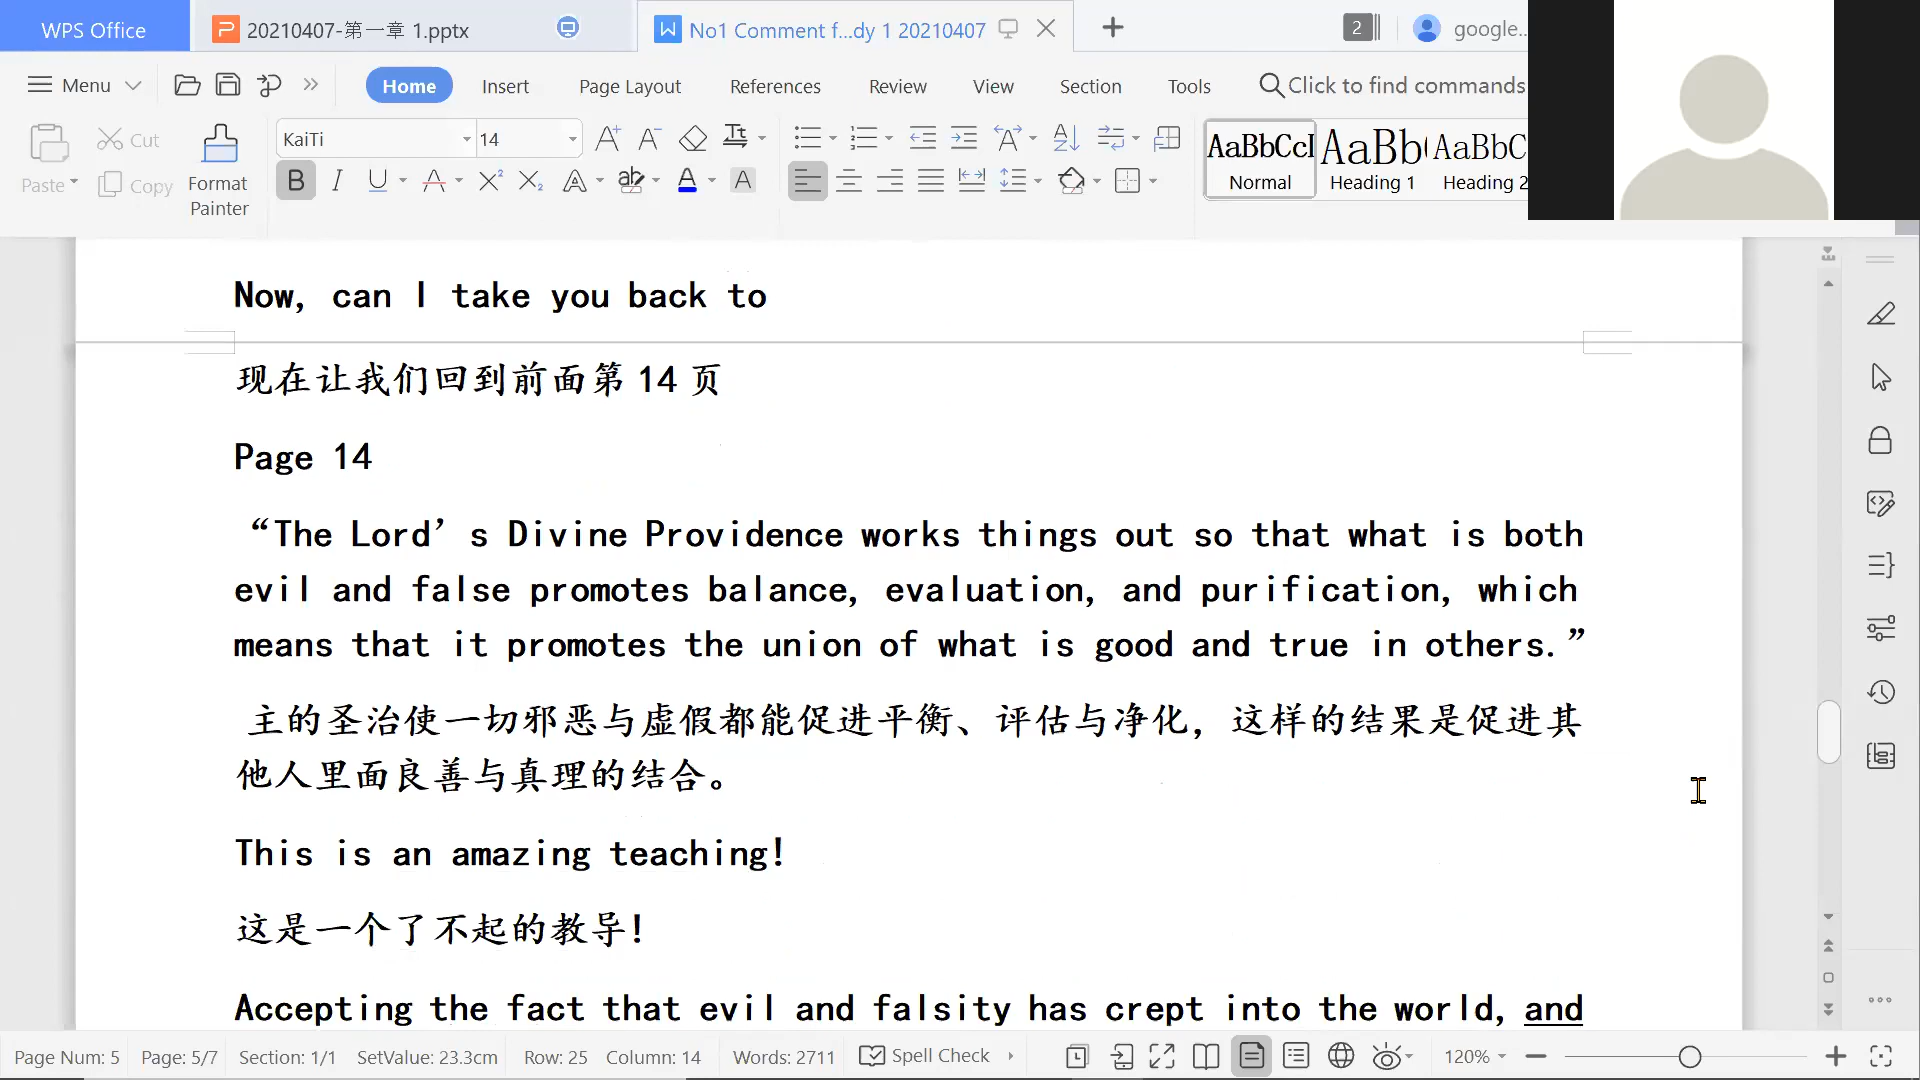 WPS Office
20210407-第一章 1.pptx
No1 Comment f...dy 1 20210407
2
google...
Menu
Home
Insert
Page Layout
References
Review
View
Section
Tools
Click to find commands
Paste
Cut
Copy
Format Painter
KaiTi
14
AaBbCcI
Normal
AaBb(
Heading 1
AaBbC
Heading 2
Now, can I take you back to
现在让我们回到前面第 14 页
Page 14
“The Lord’s Divine Providence works things out so that what is both
evil and false promotes balance, evaluation, and purification, which
means that it promotes the union of what is good and true in others.”
主的圣治使一切邪恶与虚假都能促进平衡、评估与净化，这样的结果是促进其
他人里面良善与真理的结合。
This is an amazing teaching!
这是一个了不起的教导！
Accepting the fact that evil and falsity has crept into the world, and
Page Num: 5
Page: 5/7
Section: 1/1
SetValue: 23.3cm
Row: 25
Column: 14
Words: 2711
Spell Check
120%